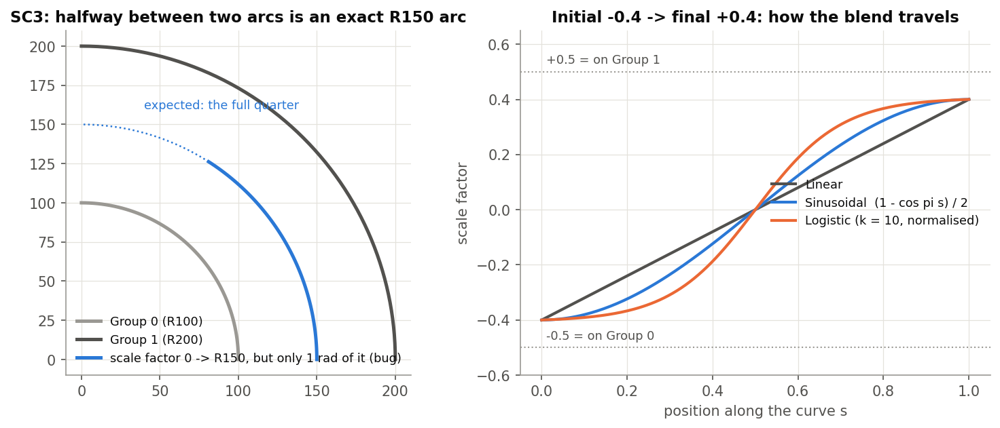 SC3: halfway between two arcs is an exact R150 arc
200
175
150
125
100
75
50
25
0
expected: the full quarter
Group 0 (R100)
Group 1 (R200)
scale factor 0 -> R150, but only 1 rad of it (bug)
0
50
100
150
200
Initial -0.4 -> final +0.4: how the blend travels
scale factor
0.6
0.4
0.2
0.0
−0.2
−0.4
−0.6
+0.5 = on Group 1
Linear
Sinusoidal (1 - cos pi s) / 2
Logistic (k = 10, normalised)
-0.5 = on Group 0
0.0
0.2
0.4
0.6
0.8
1.0
position along the curve s